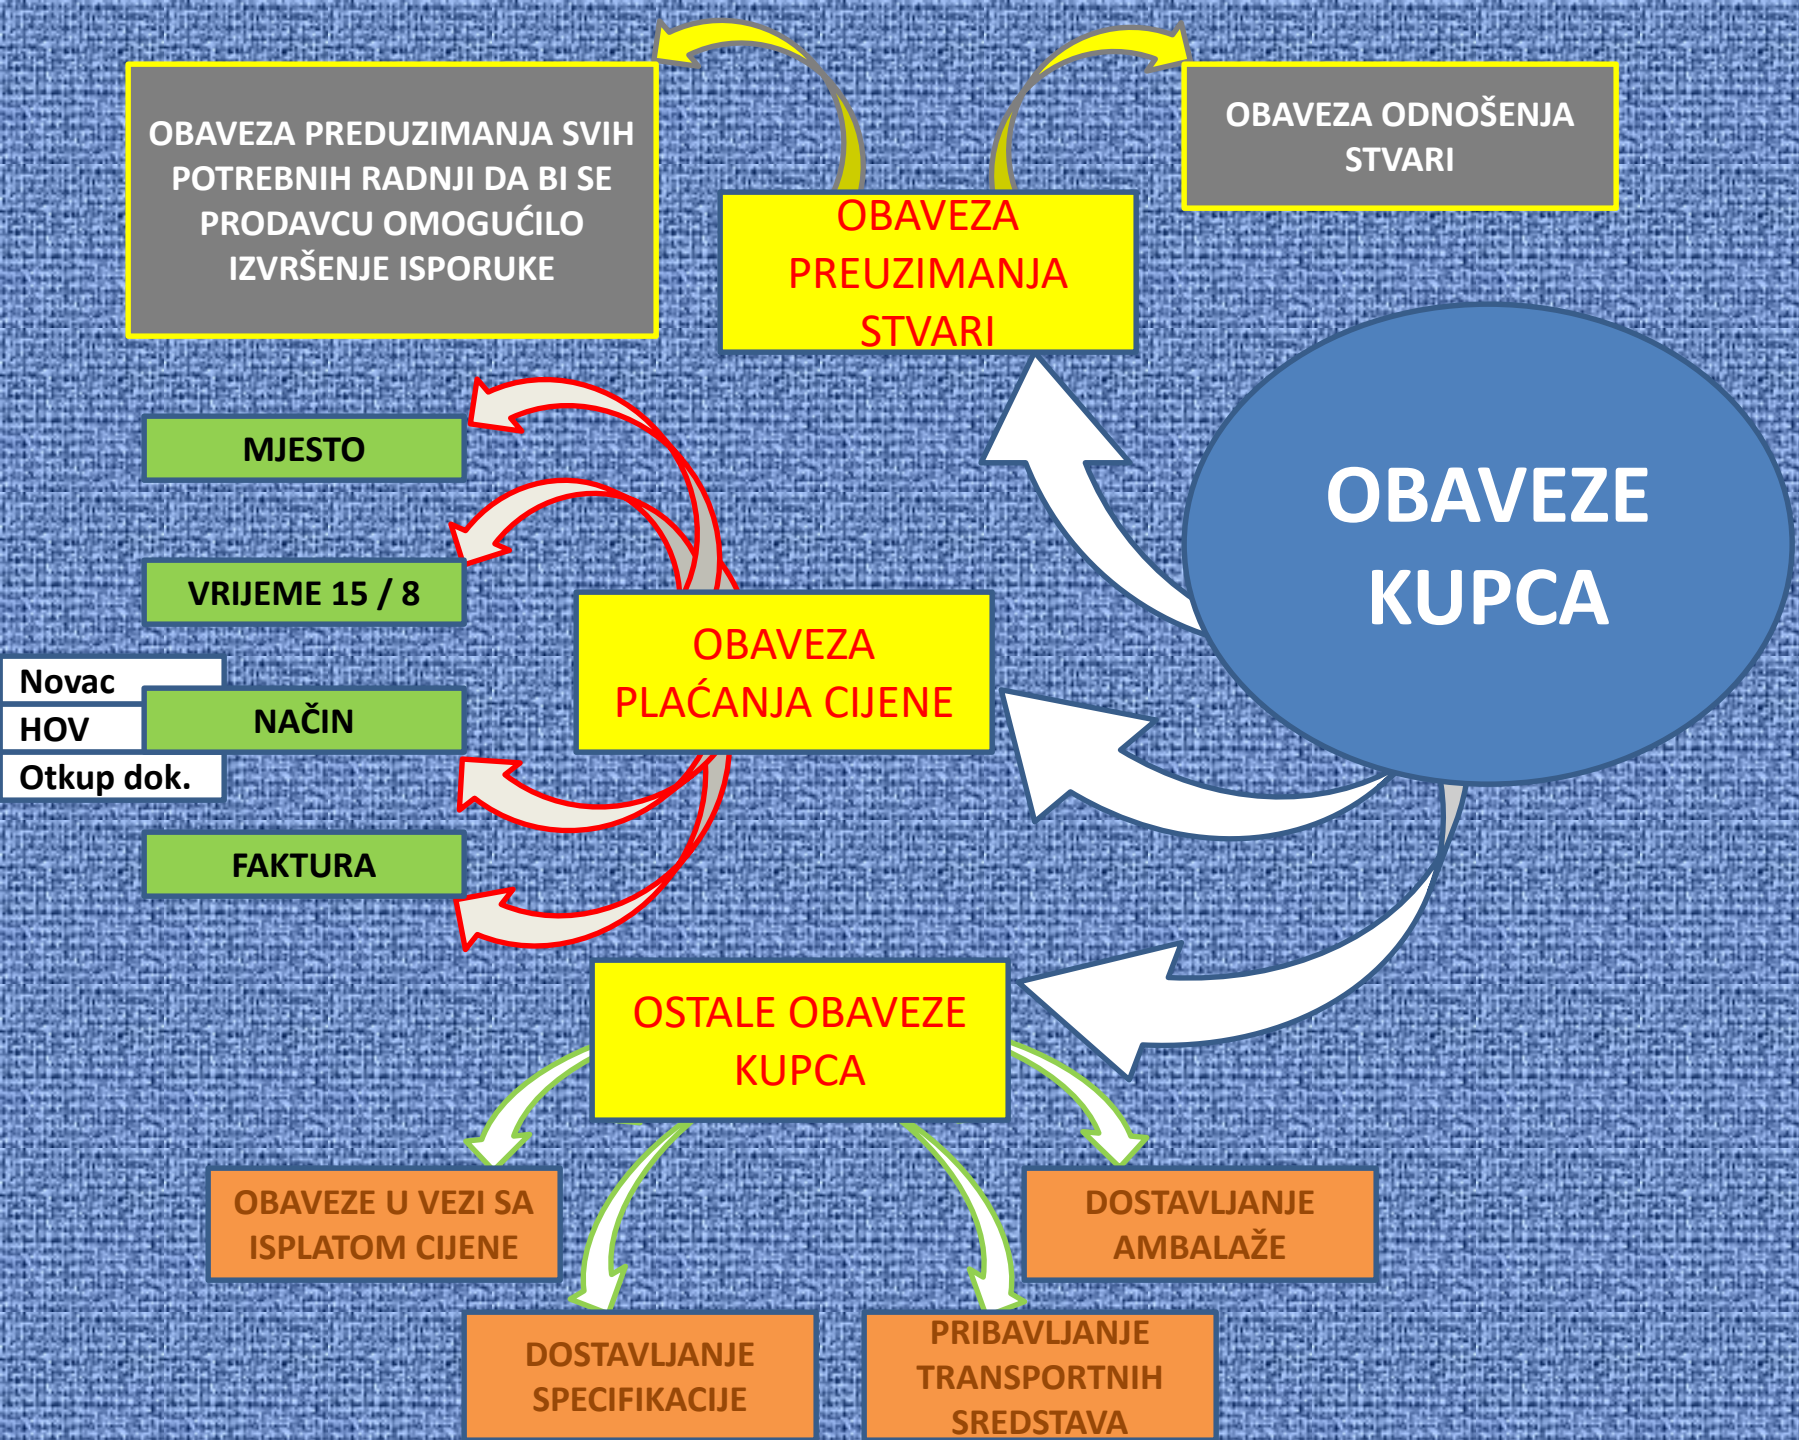 OBAVEZA PREDUZIMANJA SVIH
POTREBNIH RADNJI DA BI SE
PRODAVCU OMOGUĆILO
IZVRŠENJE ISPORUKE
OBAVEZA ODNOŠENJA
STVARI
OBAVEZA
PREUZIMANJA
STVARI
OBAVEZE
KUPCA
MJESTO
VRIJEME 15 / 8
Novac
HOV
Otkup dok.
NAČIN
FAKTURA
OBAVEZA
PLAĆANJA CIJENE
OSTALE OBAVEZE
KUPCA
OBAVEZE U VEZI SA
ISPLATOM CIJENE
DOSTAVLJANJE
SPECIFIKACIJE
PRIBAVLJANJE
TRANSPORTNIH
SREDSTAVA
DOSTAVLJANJE
AMBALAŽE